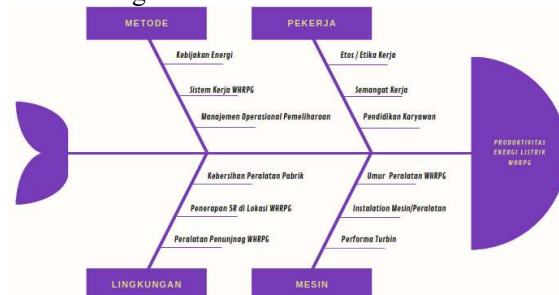 METODE
PEKERJA
Kebijakan Energi
Etos / Etika Kerja
Sistem Kerja WHRPG
Semangat Kerja
Manajemen Operasional Pemeliharaan
Pendidikan Karyawan
PRODUKTIVITAS
ENERGI LISTRIK
WHRPG
Kebersihan Peralatan Pabrik
Umur Peralatan WHRPG
Penerapan 5R di Lokasi WHRPG
Instalation Mesin/Peralatan
Peralatan Penunjnag WHRPG
Performa Turbin
LINGKUNGAN
MESIN